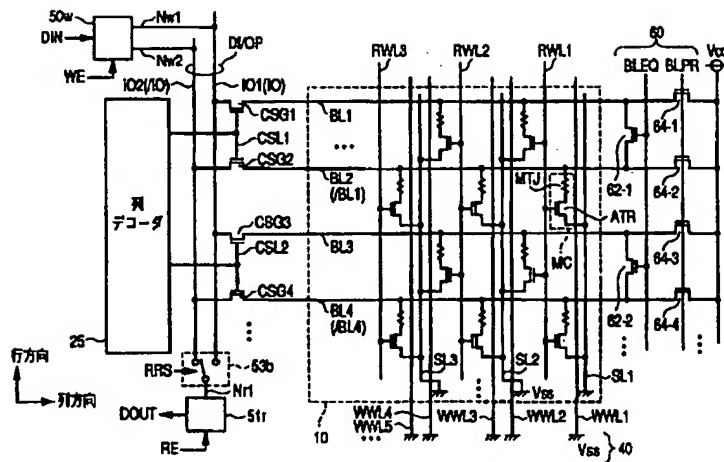 50w
Nw1
DIN
Nw2
DI/OP
WE
IO2(/IO)
IO1(IO)
RWL3
RWL2
RWL1
60
BLEQ
BLPR
Vcc
CSG1
BL1
CSL1
64-1
CSG2
BL2
(/BL1)
62-1
64-2
MTJ
ATR
MC
列
デコーダ
CSG3
CSL2
BL3
64-3
CSG4
BL4
(/BL4)
62-2
64-4
25
53b
RRS
Nr1
DOUT
51r
RE
行方向
列方向
10
SL3
SL2
SL1
Vss
WWL4
WWL5
WWL3
WWL2
WWL1
Vss
40